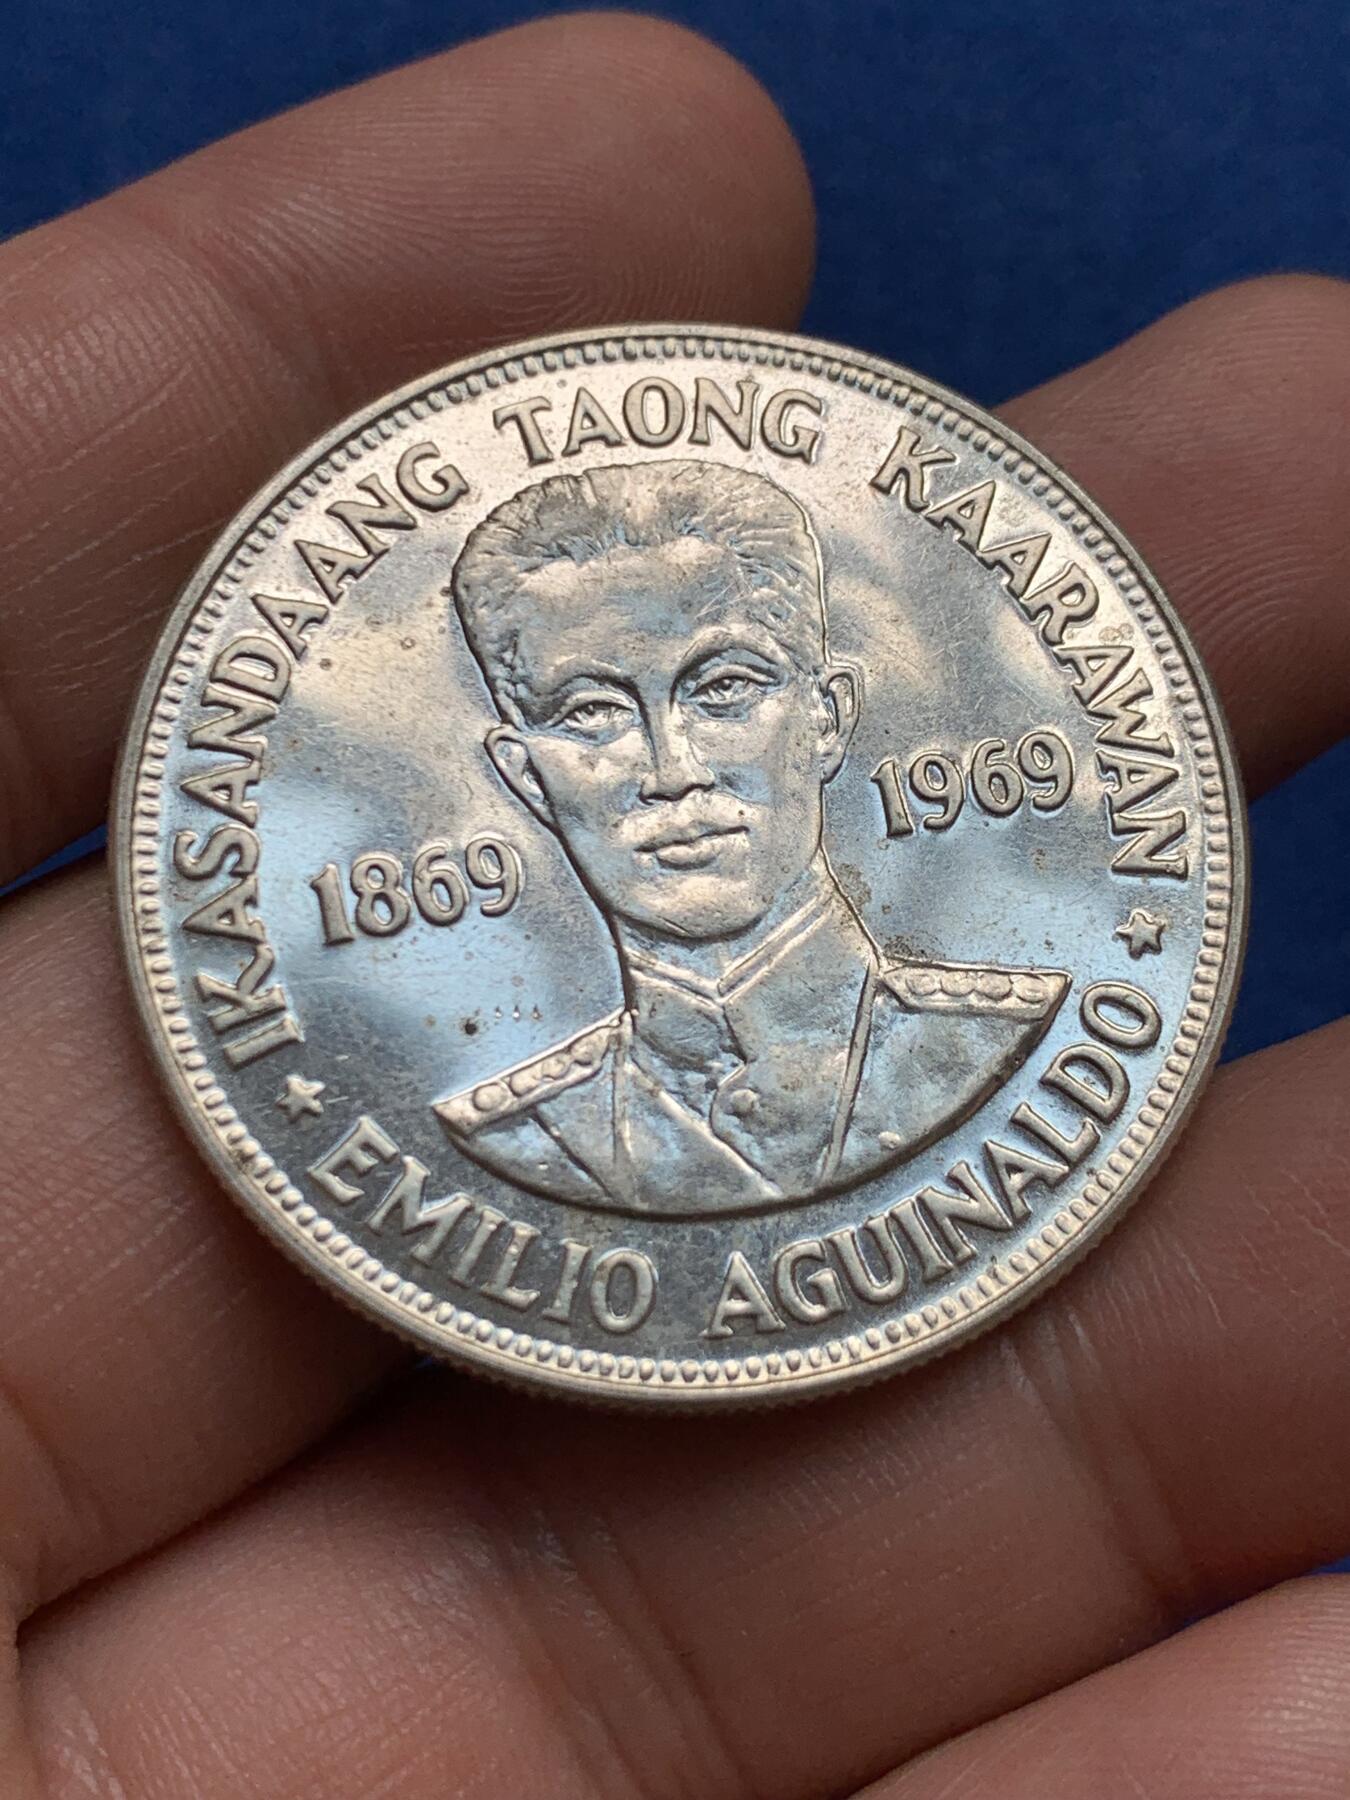 IKASANDAANG TAONG KAARAWAN
1869 1969
EMILIO AGUINALDO